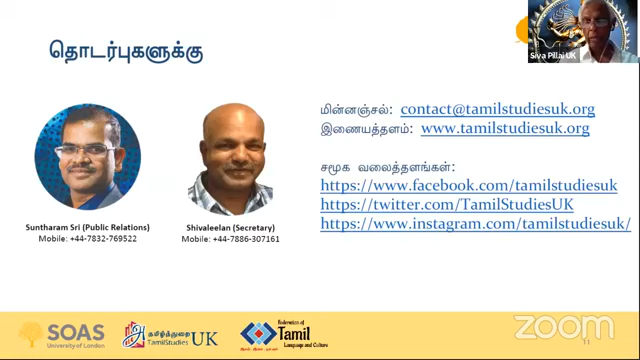 தொடர்புகளுக்கு
Siva Pillai UK
மின்னஞ்சல்: contact@tamilstudiesuk.org
இணையத்தளம்: www.tamilstudiesuk.org
சமூக வலைத்தளங்கள்:
https://www.facebook.com/tamilstudiesuk
https://twitter.com/TamilStudiesUK
https://www.instagram.com/tamilstudiesuk/
Suntharam Sri (Public Relations)
Mobile: +44-7832-769522
Shivaleelan (Secretary)
Mobile: +44-7886-307161
SOAS
University of London
தமிழ்த்துறை
TamilStudies UK
Federation of
Tamil
Language and Culture
zoom
11